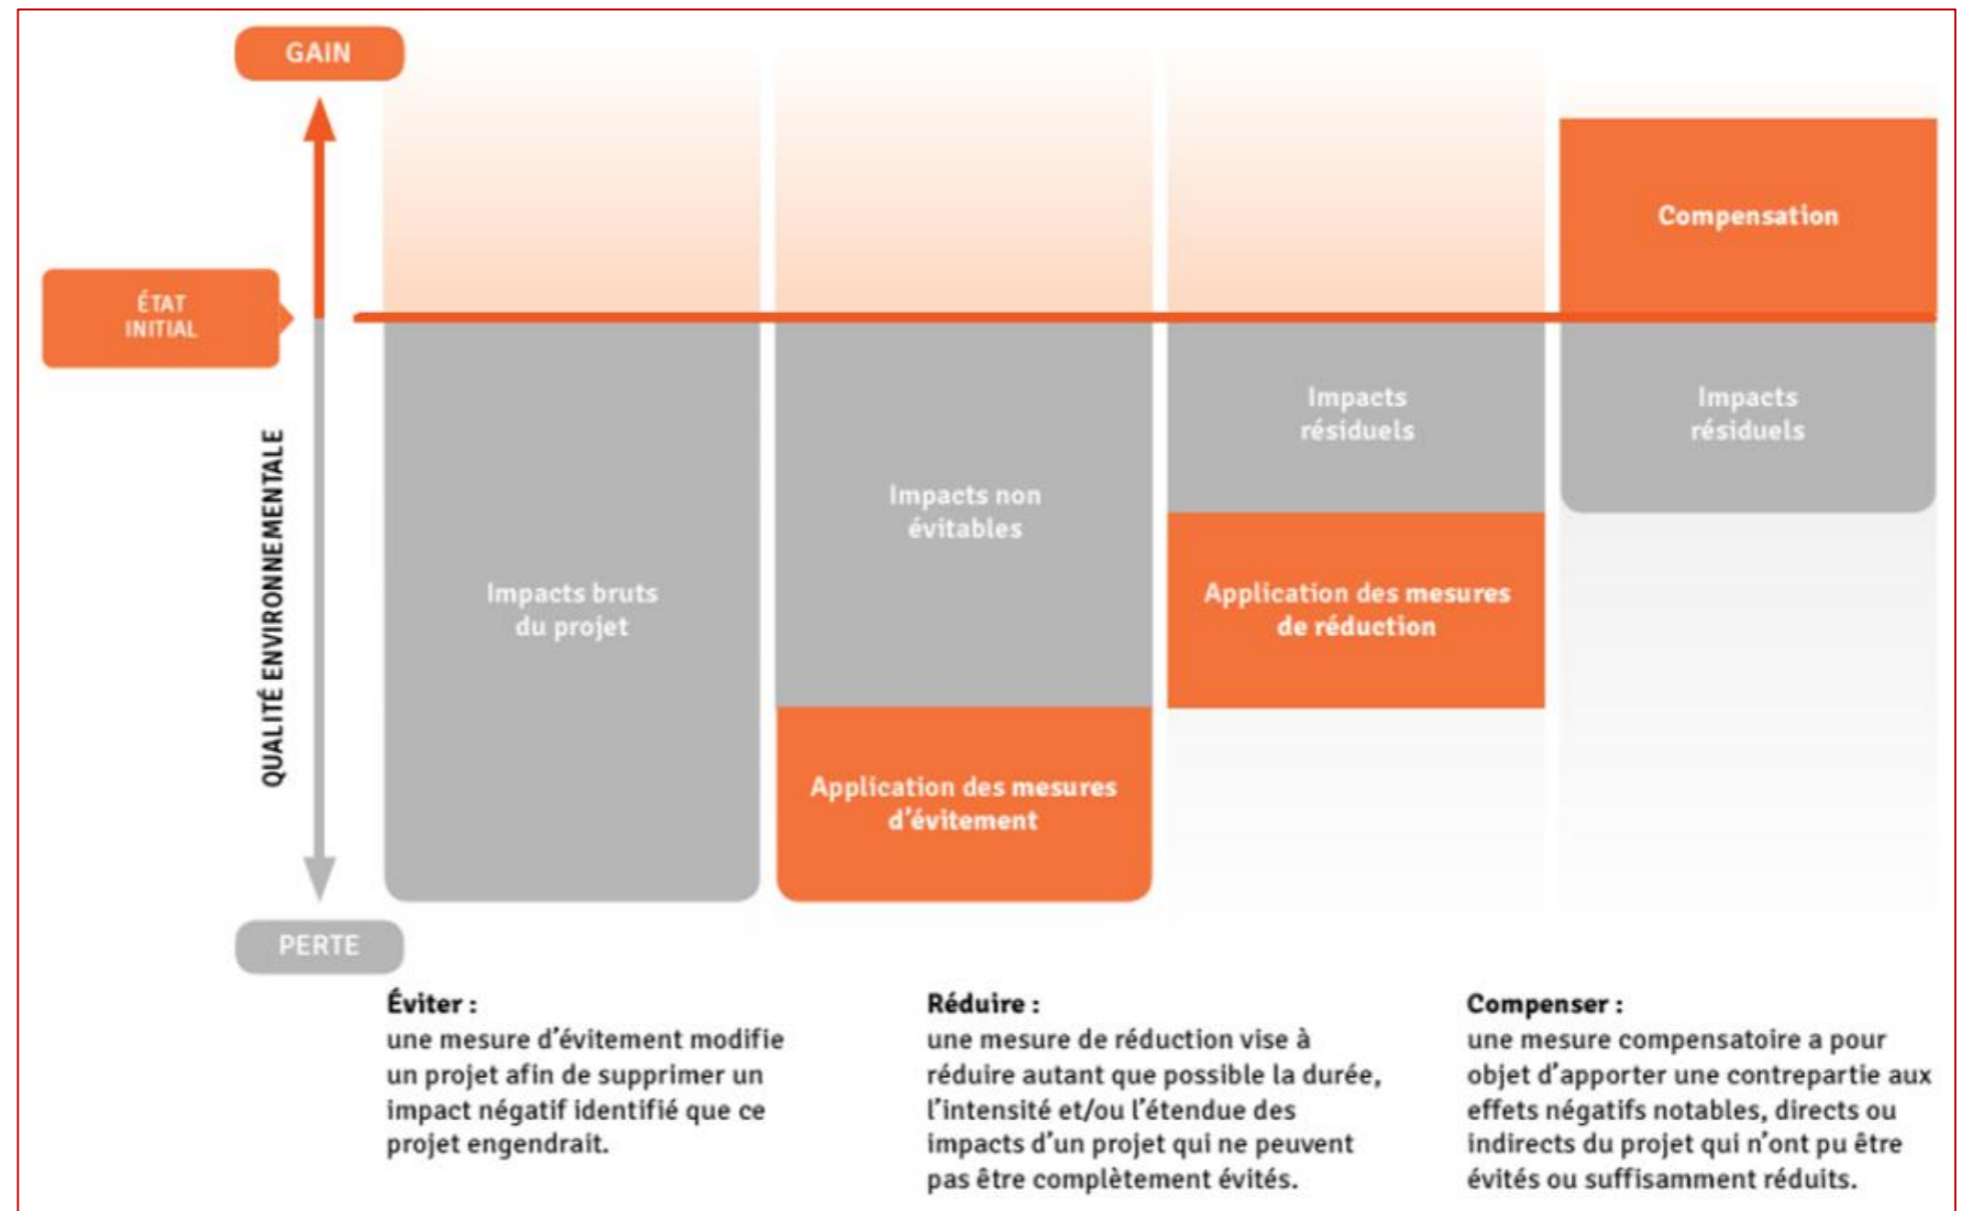 GAIN
ÉTAT
INITIAL
QUALITÉ ENVIRONNEMENTALE
PERTE
Impacts bruts
du projet
Impacts non
évitables
Application des mesures
d'évitement
Impacts
résiduels
Application des mesures
de réduction
Compensation
Impacts
résiduels
Éviter :
une mesure d'évitement modifie
un projet afin de supprimer un
impact négatif identifié que ce
projet engendrait.
Réduire :
une mesure de réduction vise à
réduire autant que possible la durée,
l'intensité et/ou l'étendue des
impacts d'un projet qui ne peuvent
pas être complètement évités.
Compenser :
une mesure compensatoire a pour
objet d'apporter une contrepartie aux
effets négatifs notables, directs ou
indirects du projet qui n'ont pu être
évités ou suffisamment réduits.